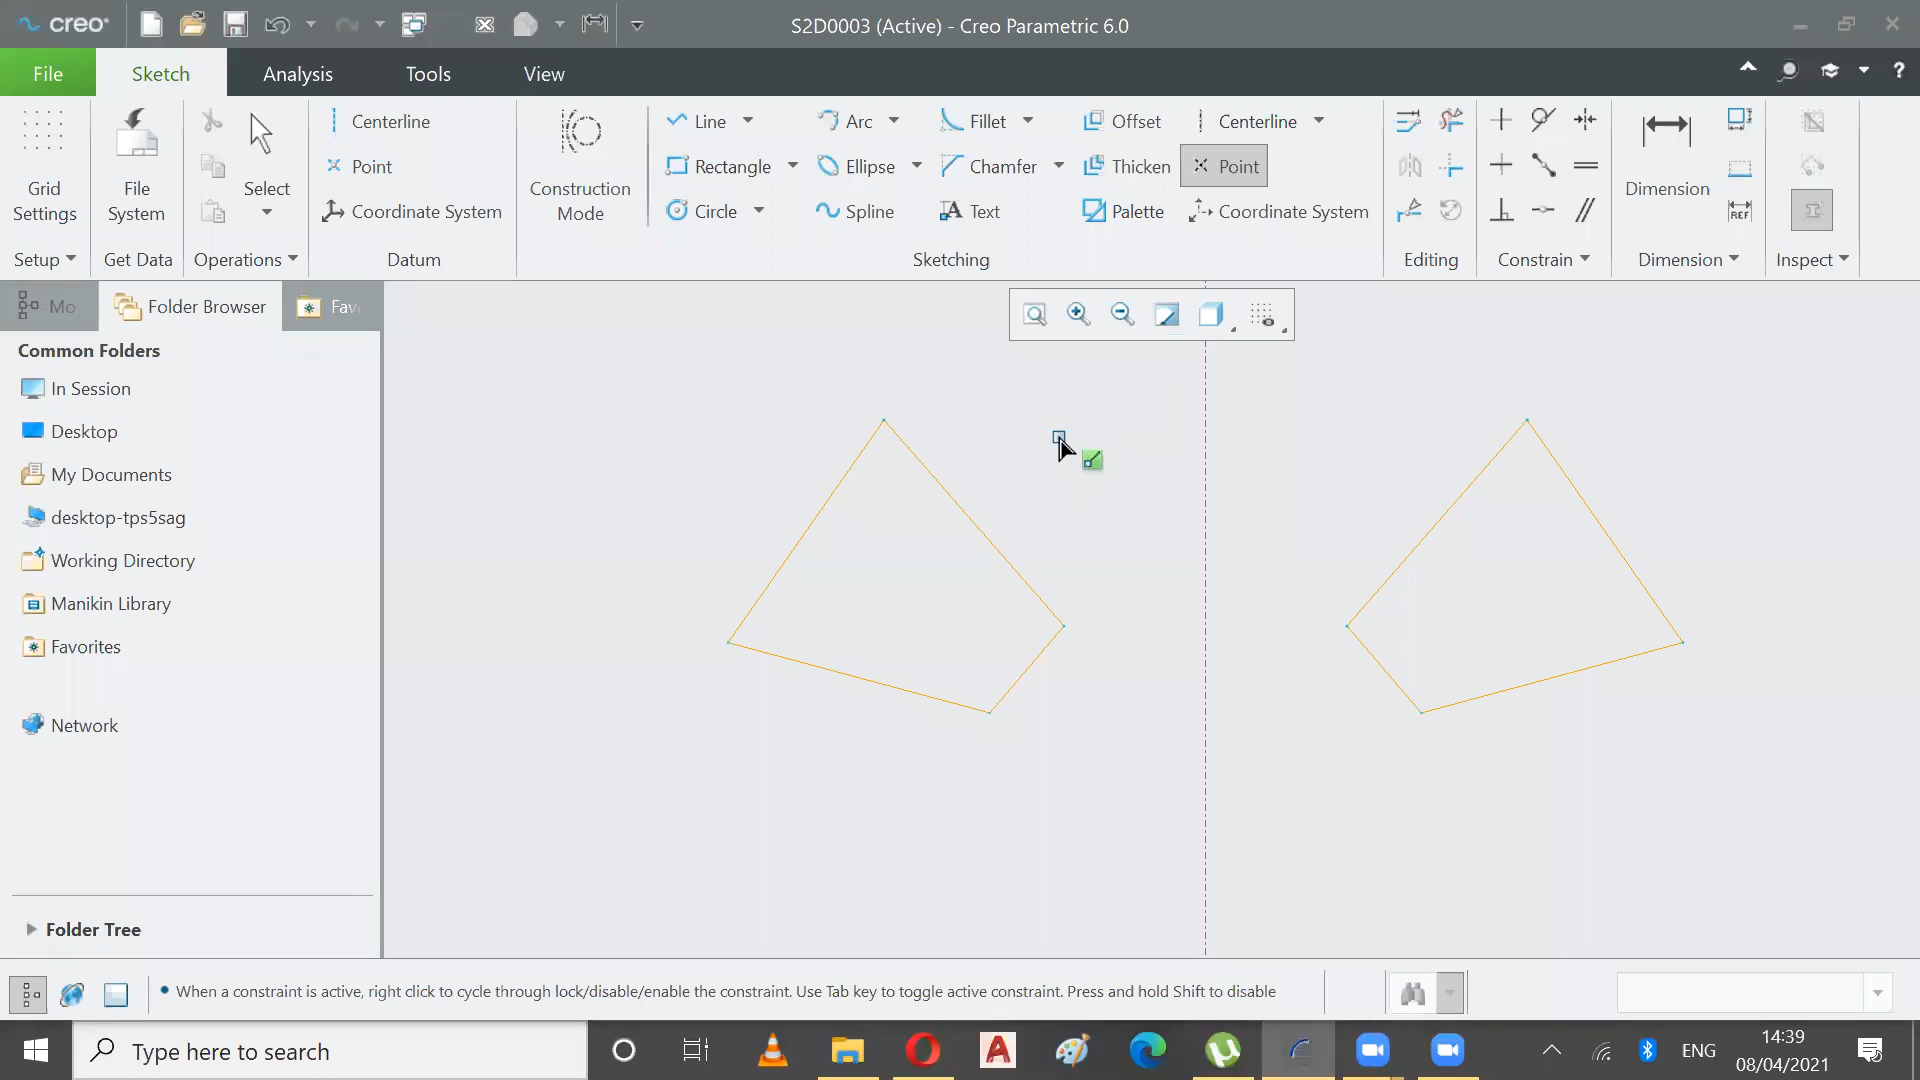 creo®
S2D0003 (Active) - Creo Parametric 6.0
File
Sketch
Analysis
Tools
View
?
Grid Settings
File System
Select
Centerline
Point
Coordinate System
Construction Mode
Line
Arc
Fillet
Offset
Centerline
Rectangle
Ellipse
Chamfer
Thicken
Point
Circle
Spline
Text
Palette
Coordinate System
Dimension
REF
Setup
Get Data
Operations
Datum
Sketching
Editing
Constrain
Dimension
Inspect
Mo
Folder Browser
Fav
Common Folders
In Session
Desktop
My Documents
desktop-tps5sag
Working Directory
Manikin Library
Favorites
Network
Folder Tree
• When a constraint is active, right click to cycle through lock/disable/enable the constraint. Use Tab key to toggle active constraint. Press and hold Shift to disable
Type here to search
ENG
14:39
08/04/2021